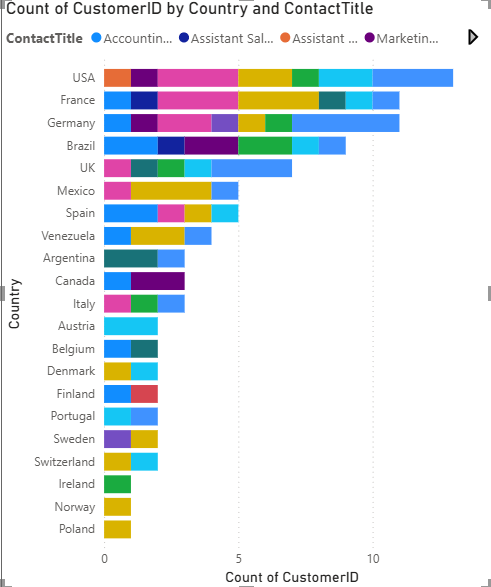 Count of CustomerID by Country and ContactTitle
ContactTitle Accountin... Assistant Sal... Assistant ... Marketin...
USA
France
Germany
Brazil
UK
Mexico
Spain
Venezuela
Argentina
Canada
Italy
Austria
Belgium
Denmark
Finland
Portugal
Sweden
Switzerland
Ireland
Norway
Poland
Country
0 5 10
Count of CustomerID